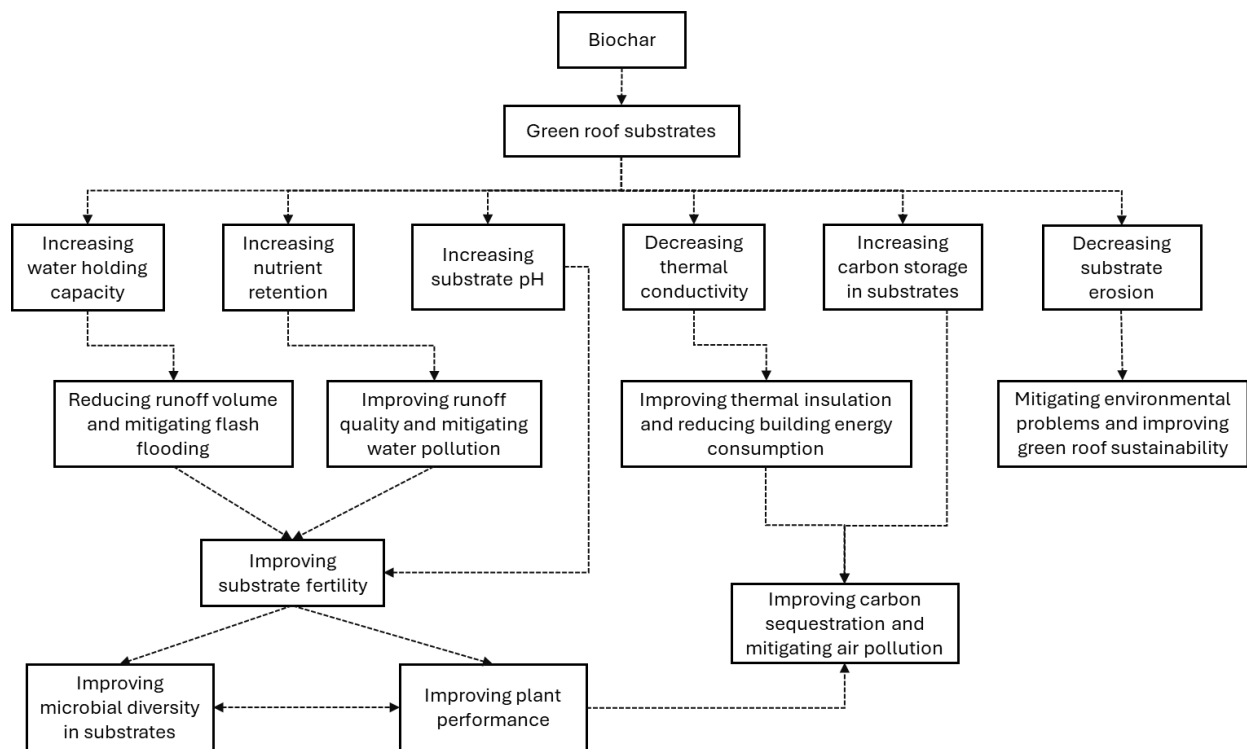 Biochar
Green roof substrates
Increasing
water holding
capacity
Increasing
nutrient
retention
Increasing
substrate pH
Decreasing
thermal
conductivity
Increasing
carbon storage
in substrates
Decreasing
substrate
erosion
Reducing runoff volume
and mitigating flash
flooding
Improving runoff
quality and mitigating
water pollution
Improving thermal insulation
and reducing building energy
consumption
Mitigating environmental
problems and improving
green roof sustainability
Improving
substrate fertility
Improving carbon
sequestration and
mitigating air pollution
Improving
microbial diversity
in substrates
Improving plant
performance